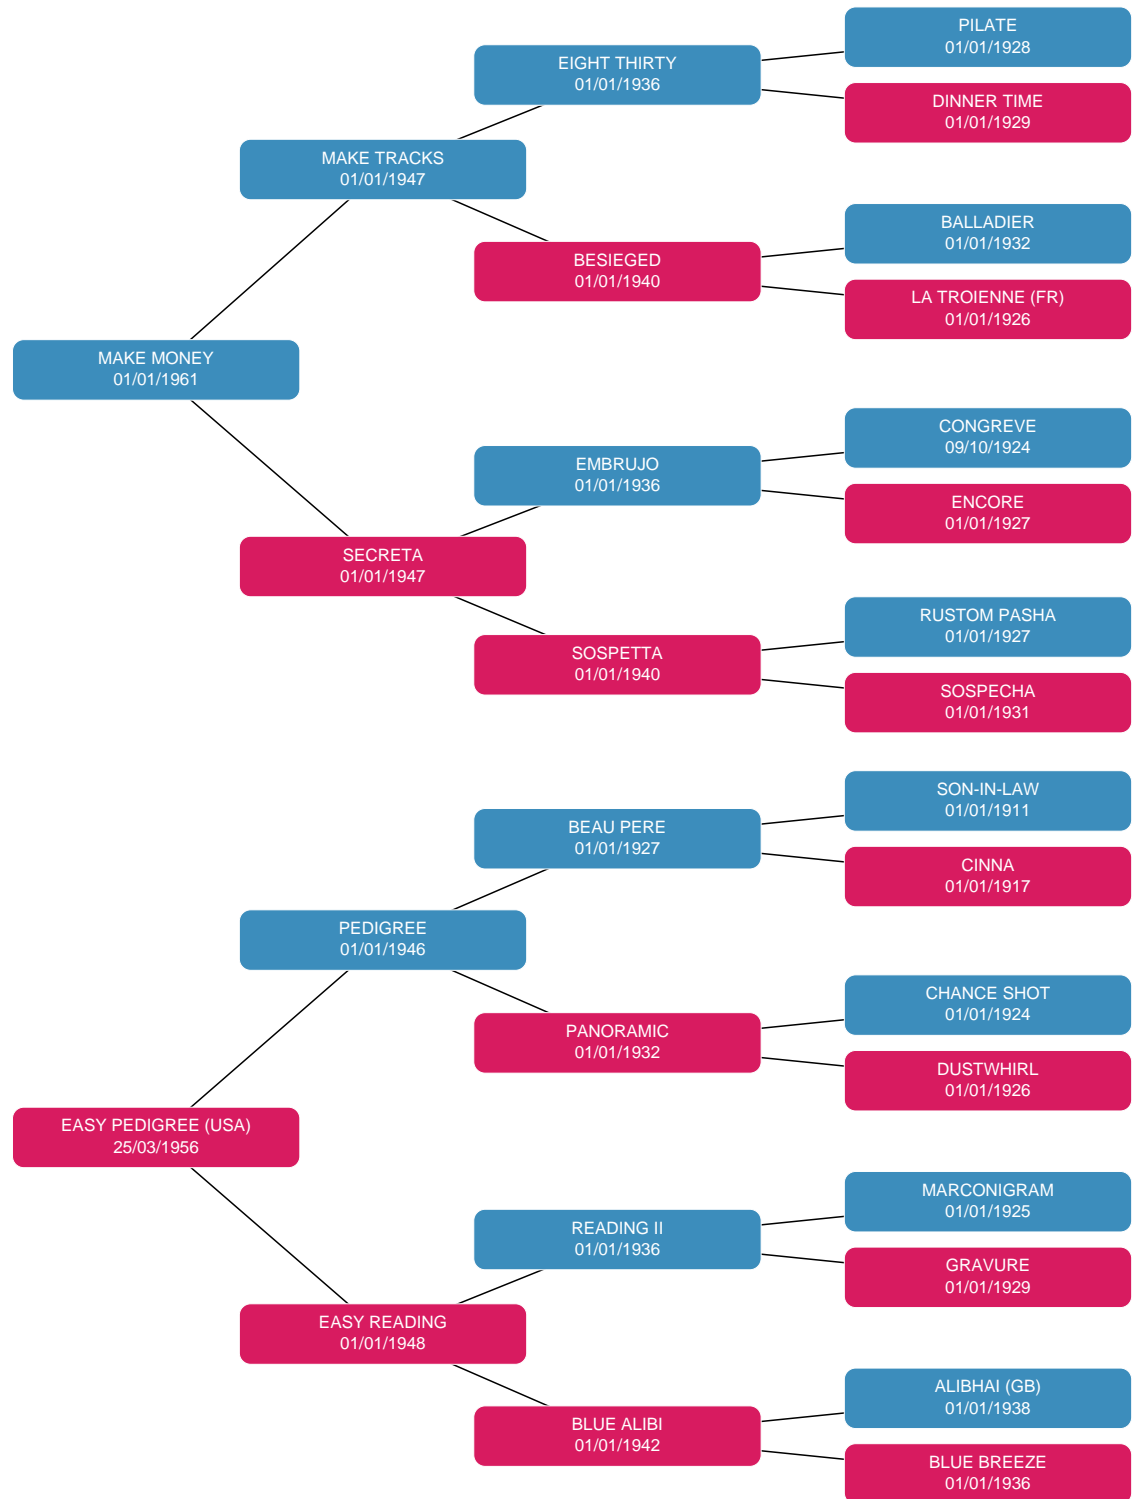 PILATE
01/01/1928
EIGHT THIRTY
01/01/1936
DINNER TIME
01/01/1929
MAKE TRACKS
01/01/1947
BALLADIER
01/01/1932
BESIEGED
01/01/1940
LA TROIENNE (FR)
01/01/1926
MAKE MONEY
01/01/1961
CONGREVE
09/10/1924
EMBRUJO
01/01/1936
ENCORE
01/01/1927
SECRETA
01/01/1947
RUSTOM PASHA
01/01/1927
SOSPETTA
01/01/1940
SOSPECHA
01/01/1931
SON-IN-LAW
01/01/1911
BEAU PERE
01/01/1927
CINNA
01/01/1917
PEDIGREE
01/01/1946
CHANCE SHOT
01/01/1924
PANORAMIC
01/01/1932
DUSTWHIRL
01/01/1926
EASY PEDIGREE (USA)
25/03/1956
MARCONIGRAM
01/01/1925
READING II
01/01/1936
GRAVURE
01/01/1929
EASY READING
01/01/1948
ALIBHAI (GB)
01/01/1938
BLUE ALIBI
01/01/1942
BLUE BREEZE
01/01/1936